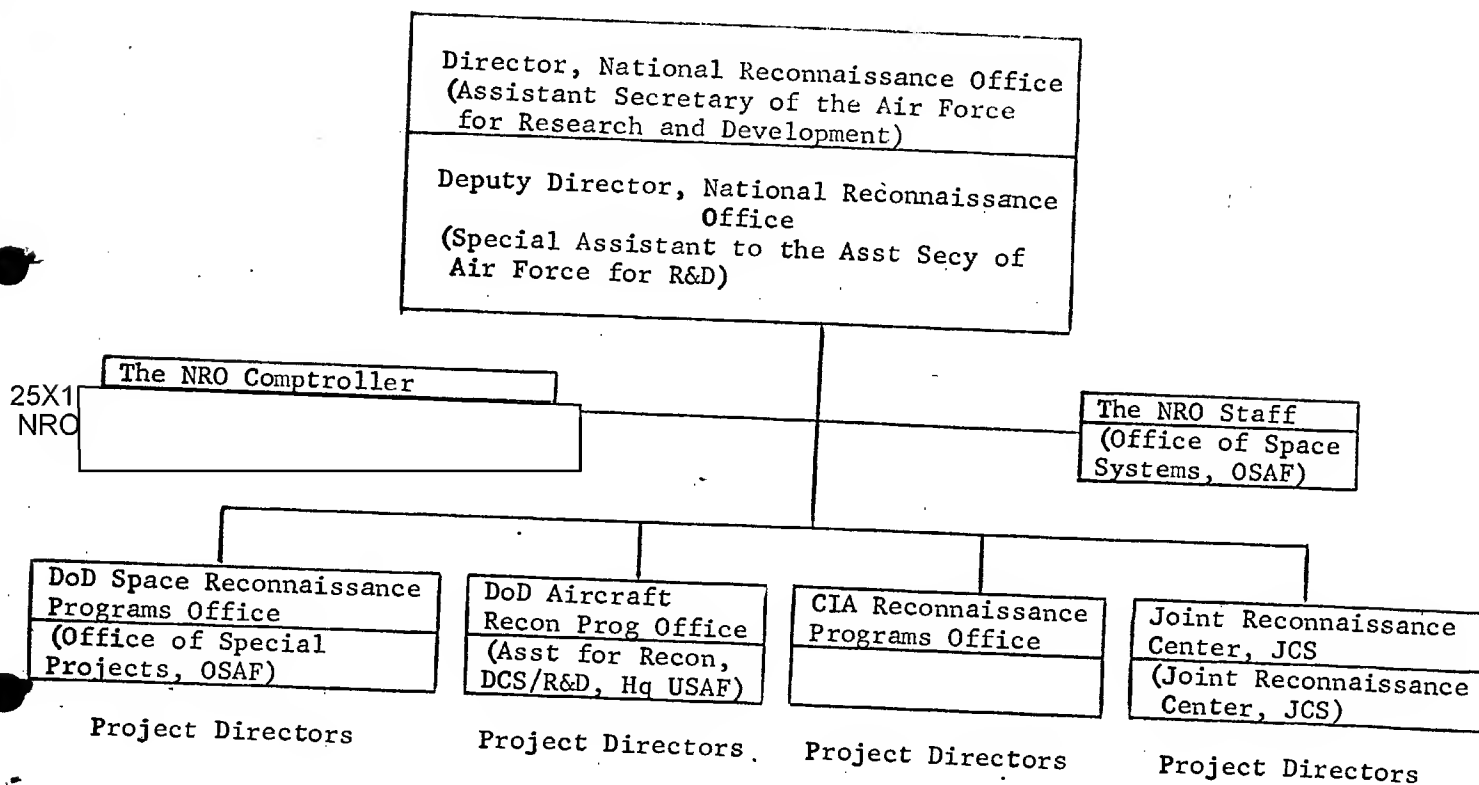 Director, National Reconnaissance Office
(Assistant Secretary of the Air Force
for Research and Development)
Deputy Director, National Reconnaissance
Office
(Special Assistant to the Asst Secy of
Air Force for R&D)
The NRO Comptroller
25X1
NRO
The NRO Staff
(Office of Space
Systems, OSAF)
DoD Space Reconnaissance
Programs Office
(Office of Special
Projects, OSAF)
Project Directors
DoD Aircraft
Recon Prog Office
(Asst for Recon,
DCS/R&D, Hq USAF)
Project Directors
CIA Reconnaissance
Programs Office
Project Directors
Joint Reconnaissance
Center, JCS
(Joint Reconnaissance
Center, JCS)
Project Directors